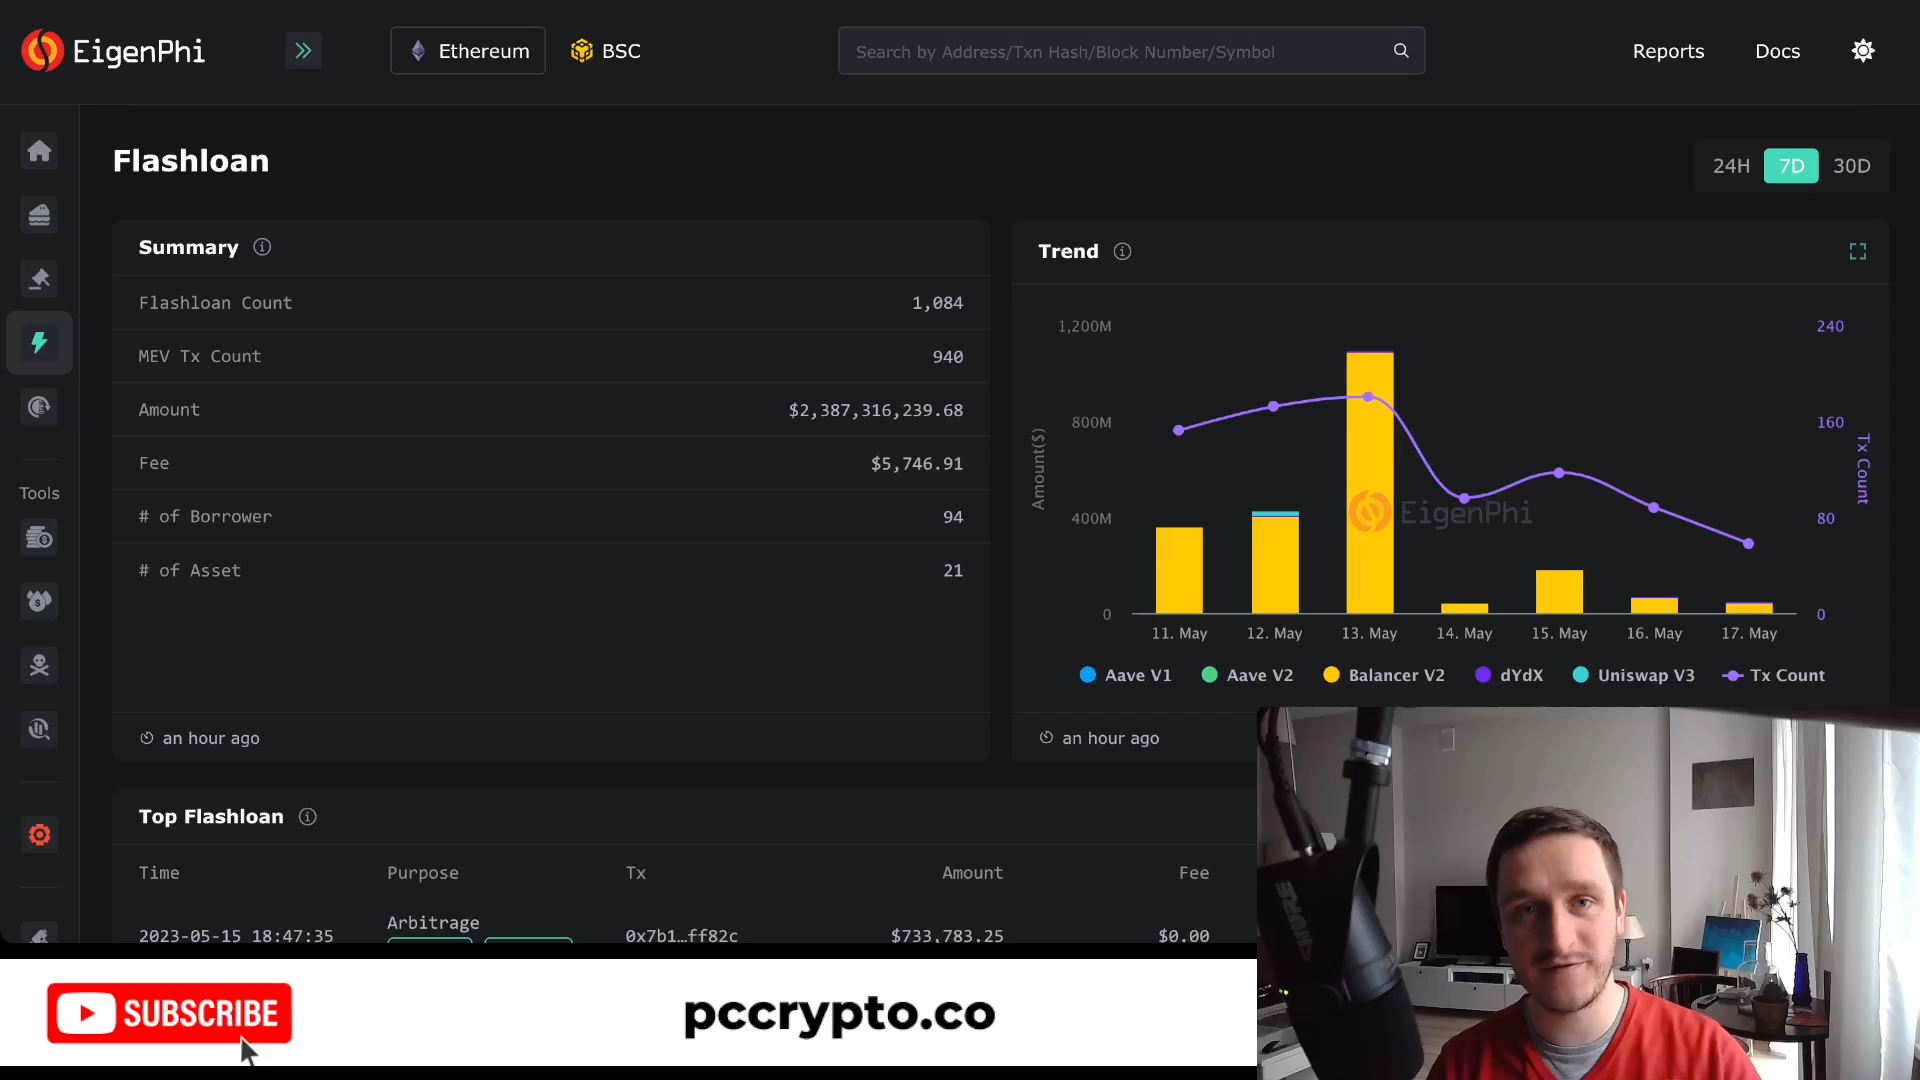 EigenPhi
Ethereum
BSC
Search by Address/Txn Hash/Block Number/Symbol
Reports
Docs
Flashloan
24H 7D 30D
Summary
Flashloan Count 1,084
MEV Tx Count 940
Amount $2,387,316,239.68
Fee $5,746.91
# of Borrower 94
# of Asset 21
an hour ago
Trend
1,200M 240
800M 160
400M 80
0 0
Amount($)
Tx Count
EigenPhi
11. May 12. May 13. May 14. May 15. May 16. May 17. May
Aave V1 Aave V2 Balancer V2 dYdX Uniswap V3 Tx Count
an hour ago
Tools
Top Flashloan
Time Purpose Tx Amount Fee
Arbitrage
2023-05-15 18:47:35 0x7b1…ff82c $733,783.25 $0.00
SHURE
SUBSCRIBE
pccrypto.co